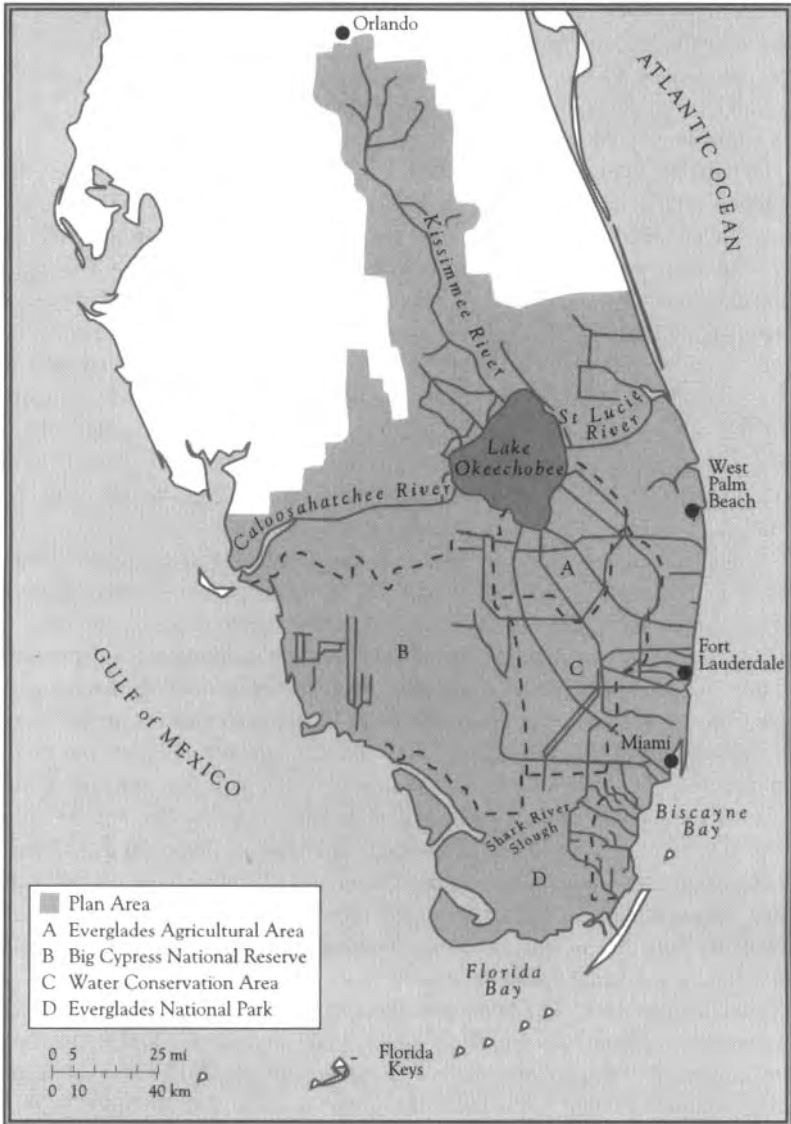 Orlando
ATLANTIC OCEAN
Kissimmee River
St Lucie
River
Lake
Okeechobee
West
Palm
Beach
Caloosahatchee River
A
B
Fort
Lauderdale
GULF of MEXICO
C
Miami
Biscayne
Bay
Shark River
Slough
D
Plan Area
A Everglades Agricultural Area
B Big Cypress National Reserve
C Water Conservation Area
D Everglades National Park
Florida
Bay
0 5 25 mi
0 10 40 km
Florida
Keys